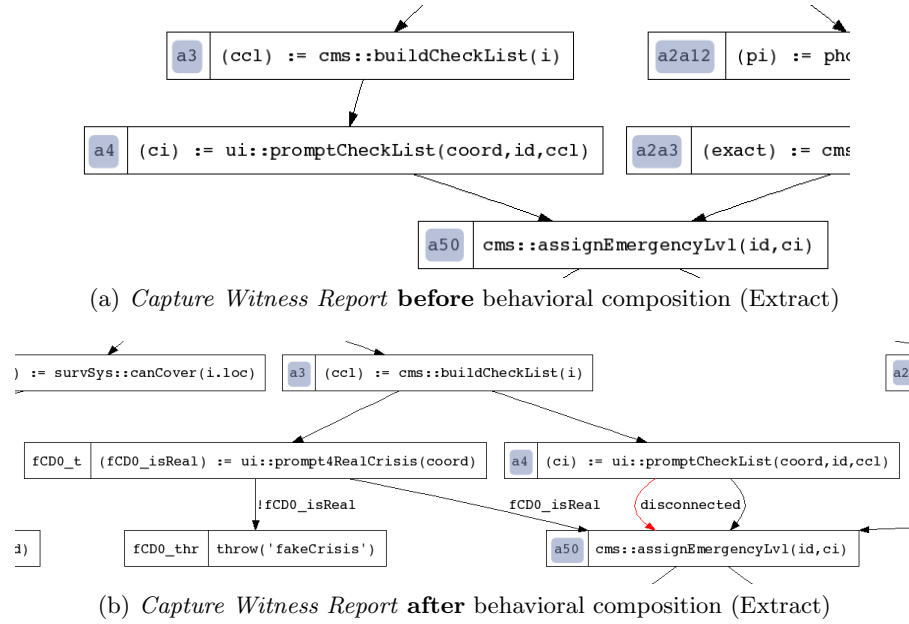 a3 (ccl) := cms::buildCheckList(i)
a2a12 (pi) := pho
a4 (ci) := ui::promptCheckList(coord,id,ccl)
a2a3 (exact) := cms
a50 cms::assignEmergencyLvl(id,ci)
(a) Capture Witness Report before behavioral composition (Extract)
) := survSys::canCover(i.loc)
a3 (ccl) := cms::buildCheckList(i)
a2
fCD0_t (fCD0_isReal) := ui::prompt4RealCrisis(coord)
a4 (ci) := ui::promptCheckList(coord,id,ccl)
!fCD0_isReal
fCD0_isReal
disconnected
d)
fCD0_thr throw('fakeCrisis')
a50 cms::assignEmergencyLvl(id,ci)
(b) Capture Witness Report after behavioral composition (Extract)